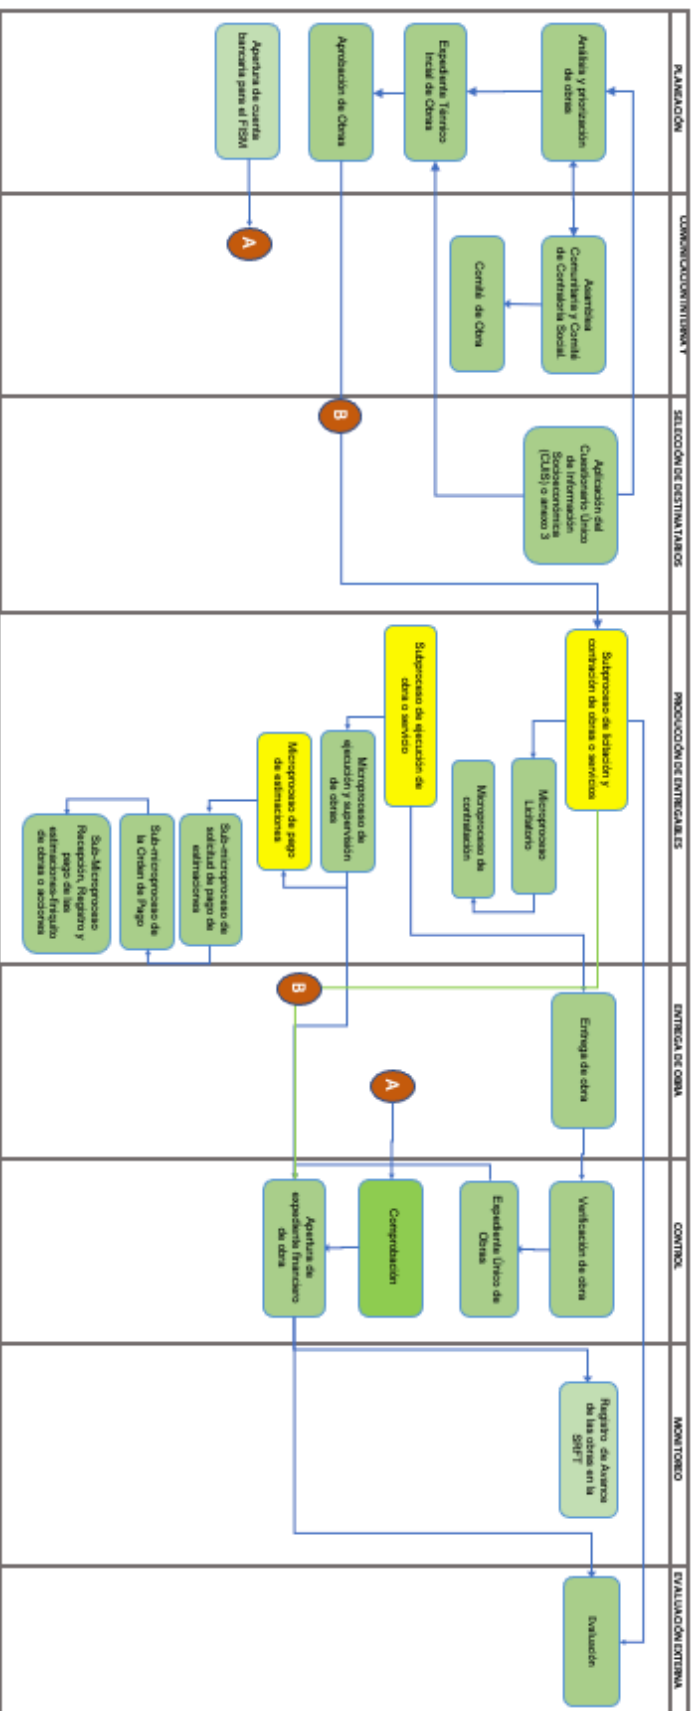 PLANEACIÓN
Análisis y priorización
de obras
Expediente Técnico
Incial de Obras
Aprobación de Obras
Apertura de cuenta
bancaria para el FISM
COMUNICACIÓN INTERNA Y
Asamblea
Comunitaria y Comité
de Contraloría Social.
Comité de Obra
A
SELECCIÓN DE DESTINATARIOS
Aplicación del
Cuestionario Único
de Información
Socioeconómica
(CUIS) o anexo 3
B
PRODUCCIÓN DE ENTREGABLES
Subproceso de licitación y
contración de obras o servicios
Microproceso
Licitatorio
Microproceso de
contratación
Subproceso de ejecución de
obra o servicio
Microproceso de
ejecución y supervisión
de obras
Microproceso de pago
de estimaciones
Sub-microproceso de
solicitud de pago de
estimaciones
Sub-microproceso de
la Orden de Pago
Sub-Microproceso
Recepción, Registro y
pago de las
estimaciones-finiquito
de obras o acciones
ENTREGA DE OBRA
Entrega de obra
A
B
CONTROL
Verificación de obra
Expediente Único de
Obras
Comprobación
Apertura de
expediente financiero
de obra
MONITOREO
Registro de Avance
de las obras en la
SRFT
EVALUACIÓN EXTERNA
Evaluación